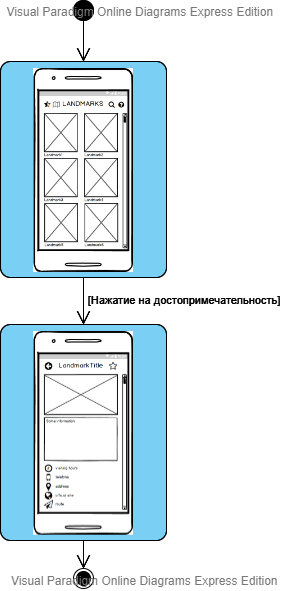 Visual Paradigm Online Diagrams Express Edition
LANDMARKS
Landmark1 Landmark2
Landmark3 Landmark4
Landmark5 Landmark6
[Нажатие на достопримечательность]
LandmarkTitle
Some information
visiting hours
telefone
address
official site
route
Visual Paradigm Online Diagrams Express Edition